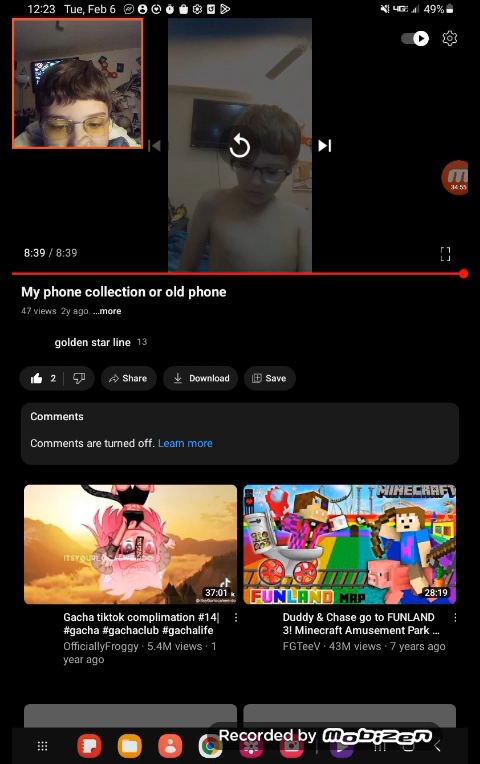 12:23 Tue, Feb 6
49%
34:55
8:39 / 8:39
My phone collection or old phone
47 views 2y ago ...more
golden star line 13
2 Share Download Save
Comments
Comments are turned off. Learn more
MINECRAFT
37:01
FUNLAND MAP 28:19
Gacha tiktok complimation #14|
#gacha #gachaclub #gachalife
OfficiallyFroggy · 5.4M views · 1
year ago
Duddy & Chase go to FUNLAND
3! Minecraft Amusement Park ...
FGTeeV · 43M views · 7 years ago
Recorded by mobizen